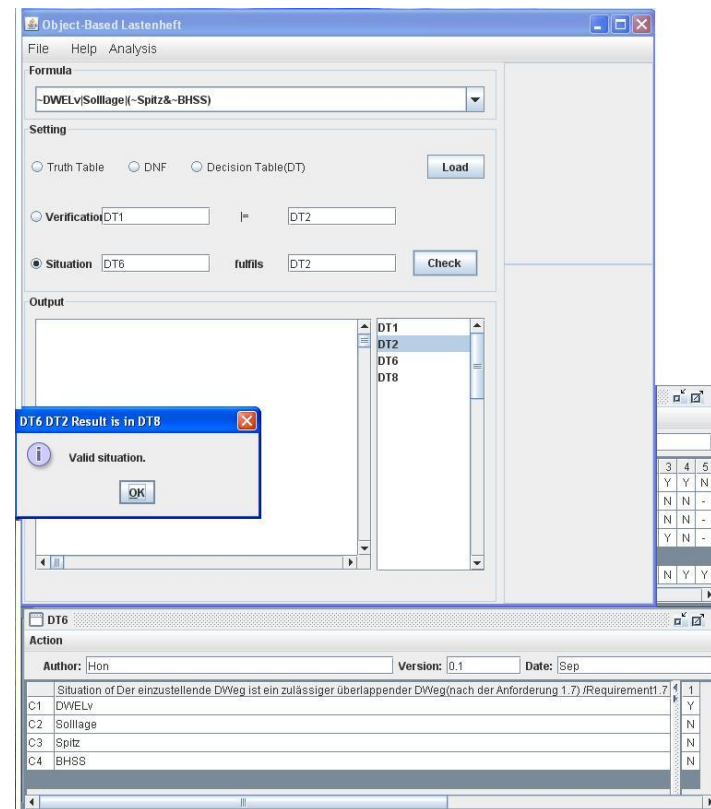 Object-Based Lastenheft
File Help Analysis
Formula
~DWELv|Solllage|(~Spitz&~BHSS)
Setting
Truth Table DNF Decision Table(DT) Load
Verification DT1 |= DT2
Situation DT6 fulfils DT2 Check
Output
DT1
DT2
DT6
DT8
DT6 DT2 Result is in DT8
i Valid situation.
OK
3 4 5
Y Y N
N N -
N N -
Y N -
N Y Y
DT6
Action
Author: Hon Version: 0.1 Date: Sep
Situation of Der einzustellende DWeg ist ein zulässiger überlappender DWeg(nach der Anforderung 1.7) /Requirement1.7 1
C1 DWELv Y
C2 Solllage N
C3 Spitz N
C4 BHSS N